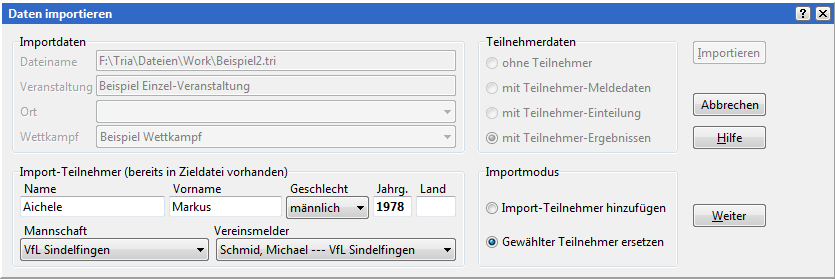 Daten importieren
Importdaten
Dateiname F:\Tria\Dateien\Work\Beispiel2.tri
Veranstaltung Beispiel Einzel-Veranstaltung
Ort
Wettkampf Beispiel Wettkampf
Teilnehmerdaten
ohne Teilnehmer
mit Teilnehmer-Meldedaten
mit Teilnehmer-Einteilung
mit Teilnehmer-Ergebnissen
Importieren
Abbrechen
Hilfe
Import-Teilnehmer (bereits in Zieldatei vorhanden)
Name Vorname Geschlecht Jahrg. Land
Aichele Markus männlich 1978
Mannschaft Vereinsmelder
VfL Sindelfingen Schmid, Michael --- VfL Sindelfingen
Importmodus
Import-Teilnehmer hinzufügen
Gewählter Teilnehmer ersetzen
Weiter